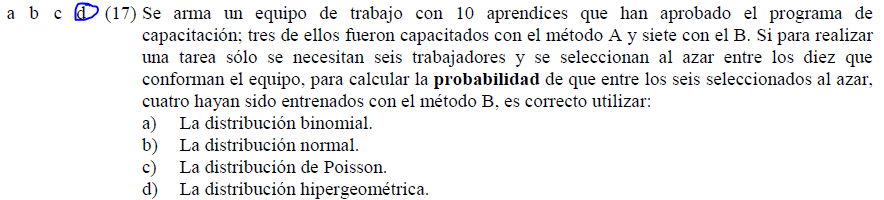 a b c d (17) Se arma un equipo de trabajo con 10 aprendices que han aprobado el programa de
capacitación; tres de ellos fueron capacitados con el método A y siete con el B. Si para realizar
una tarea sólo se necesitan seis trabajadores y se seleccionan al azar entre los diez que
conforman el equipo, para calcular la probabilidad de que entre los seis seleccionados al azar,
cuatro hayan sido entrenados con el método B, es correcto utilizar:
a) La distribución binomial.
b) La distribución normal.
c) La distribución de Poisson.
d) La distribución hipergeométrica.